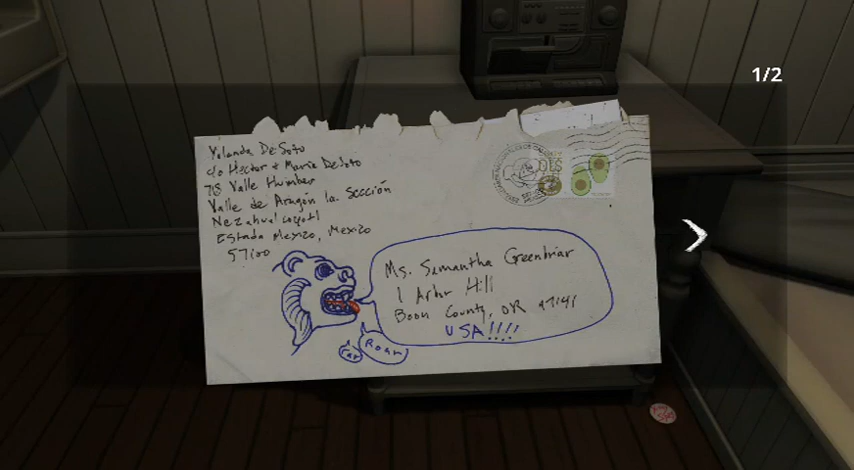 1/2
Yolanda DeSoto
c/o Hector + Maria DeSoto
78 Valle Humber
Valle de Aragón 1a. Sección
Nezahualcoyotl
Estado Mexico, Mexico
57100
Ms. Samantha Greenbriar
1 Arbor Hill
Boon County, OR 97141
USA!!!!
Roar